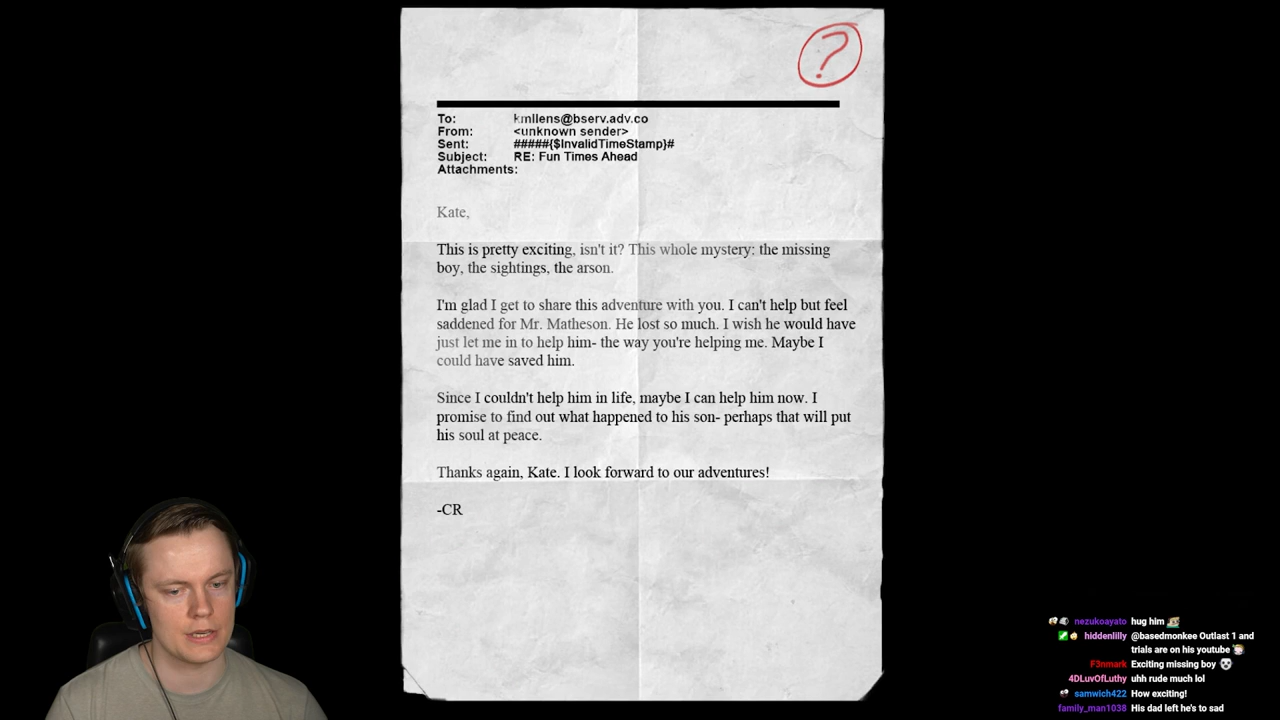 ?
To: kmllens@bserv.adv.co
From: <unknown sender>
Sent: #####{$InvalidTimeStamp}#
Subject: RE: Fun Times Ahead
Attachments:
Kate,
This is pretty exciting, isn't it? This whole mystery: the missing
boy, the sightings, the arson.
I'm glad I get to share this adventure with you. I can't help but feel
saddened for Mr. Matheson. He lost so much. I wish he would have
just let me in to help him- the way you're helping me. Maybe I
could have saved him.
Since I couldn't help him in life, maybe I can help him now. I
promise to find out what happened to his son- perhaps that will put
his soul at peace.
Thanks again, Kate. I look forward to our adventures!
-CR
nezukoayato hug him
hiddenlilly @basedmonkee Outlast 1 and
trials are on his youtube
F3nmark Exciting missing boy
4DLuvOfLuthy uhh rude much lol
samwich422 How exciting!
family_man1038 His dad left he's to sad